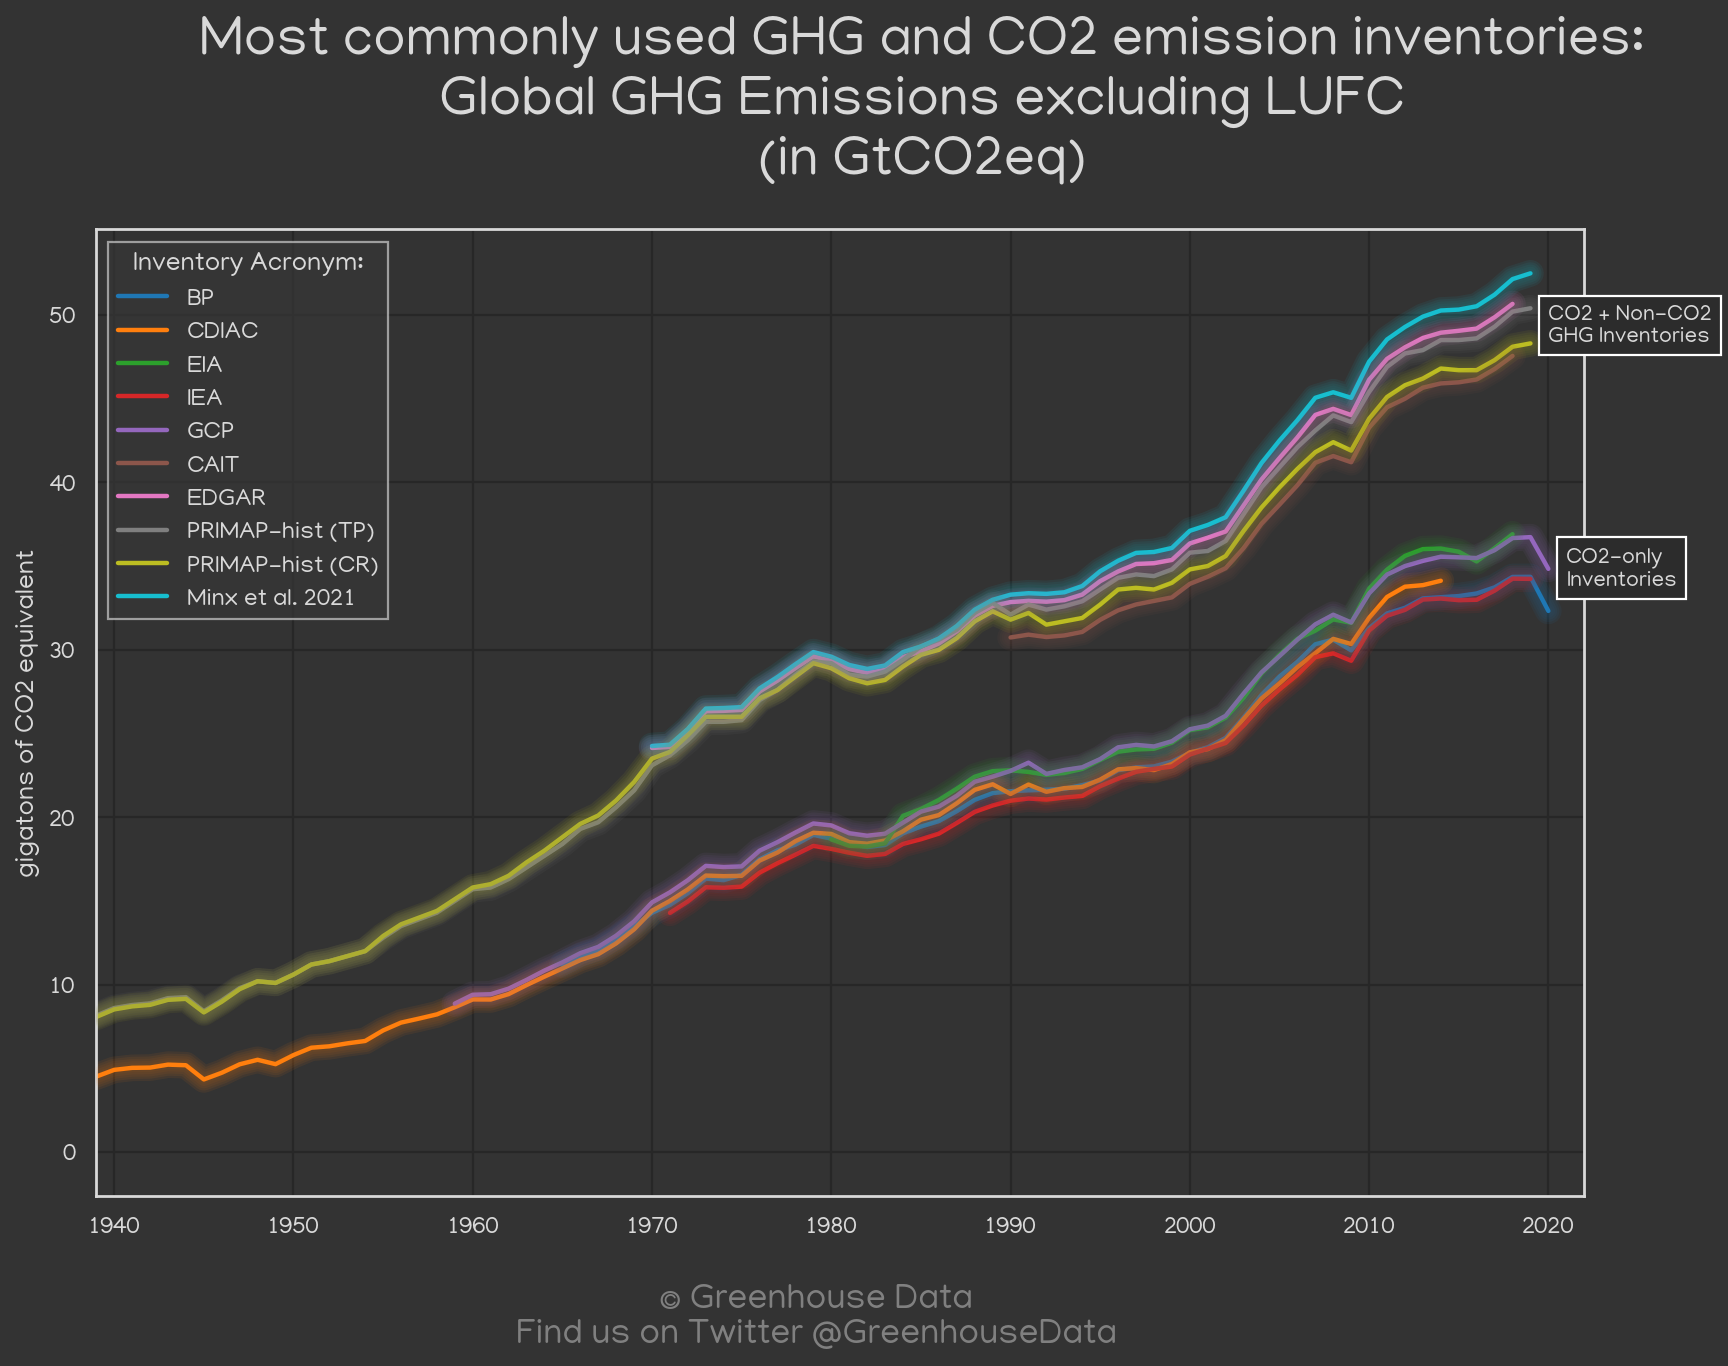 Most commonly used GHG and CO2 emission inventories:
Global GHG Emissions excluding LUFC
(in GtCO2eq)
Inventory Acronym:
BP
CDIAC
EIA
IEA
GCP
CAIT
EDGAR
PRIMAP-hist (TP)
PRIMAP-hist (CR)
Minx et al. 2021
CO2 + Non-CO2
GHG Inventories
CO2-only
Inventories
gigatons of CO2 equivalent
50
40
30
20
10
0
1940 1950 1960 1970 1980 1990 2000 2010 2020
© Greenhouse Data
Find us on Twitter @GreenhouseData